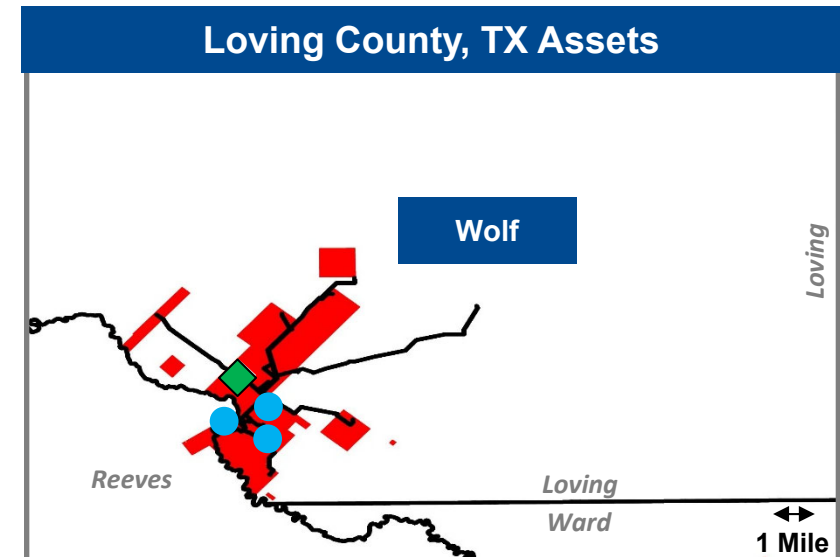 Loving County, TX Assets
Wolf
Loving
Reeves
Loving
Ward
1 Mile